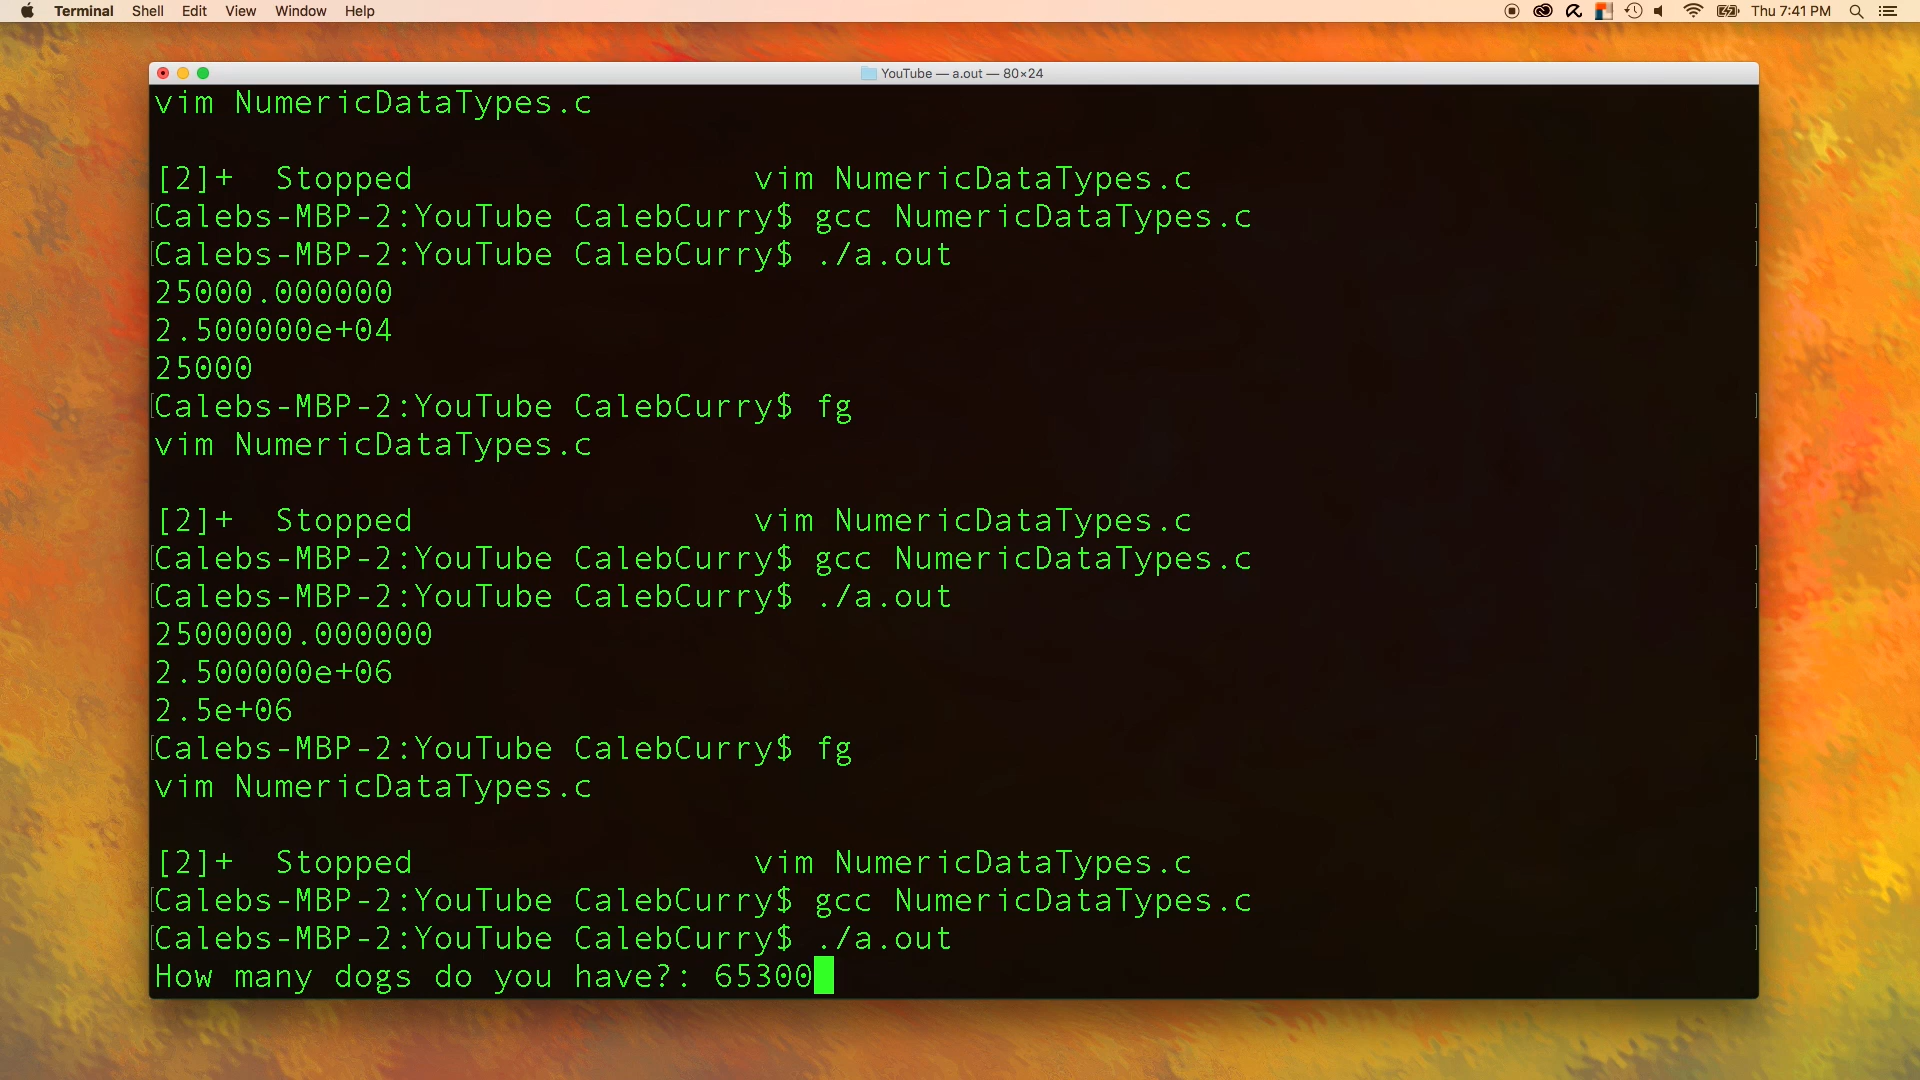 Terminal Shell Edit View Window Help Thu 7:41 PM
YouTube — a.out — 80×24
vim NumericDataTypes.c
[2]+ Stopped vim NumericDataTypes.c
[Calebs-MBP-2:YouTube CalebCurry$ gcc NumericDataTypes.c ]
[Calebs-MBP-2:YouTube CalebCurry$ ./a.out ]
25000.000000
2.500000e+04
25000
[Calebs-MBP-2:YouTube CalebCurry$ fg ]
vim NumericDataTypes.c
[2]+ Stopped vim NumericDataTypes.c
[Calebs-MBP-2:YouTube CalebCurry$ gcc NumericDataTypes.c ]
[Calebs-MBP-2:YouTube CalebCurry$ ./a.out ]
2500000.000000
2.500000e+06
2.5e+06
[Calebs-MBP-2:YouTube CalebCurry$ fg ]
vim NumericDataTypes.c
[2]+ Stopped vim NumericDataTypes.c
[Calebs-MBP-2:YouTube CalebCurry$ gcc NumericDataTypes.c ]
[Calebs-MBP-2:YouTube CalebCurry$ ./a.out ]
How many dogs do you have?: 65300